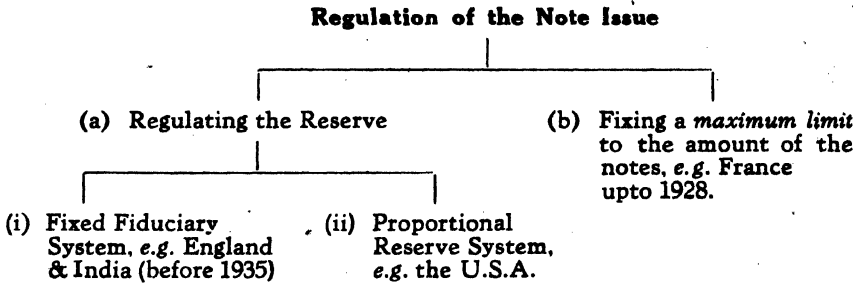 Regulation of the Note Issue
(a) Regulating the Reserve
(b) Fixing a maximum limit
to the amount of the
notes, e.g. France
upto 1928.
(i) Fixed Fiduciary
System, e.g. England
& India (before 1935)
(ii) Proportional
Reserve System,
e.g. the U.S.A.